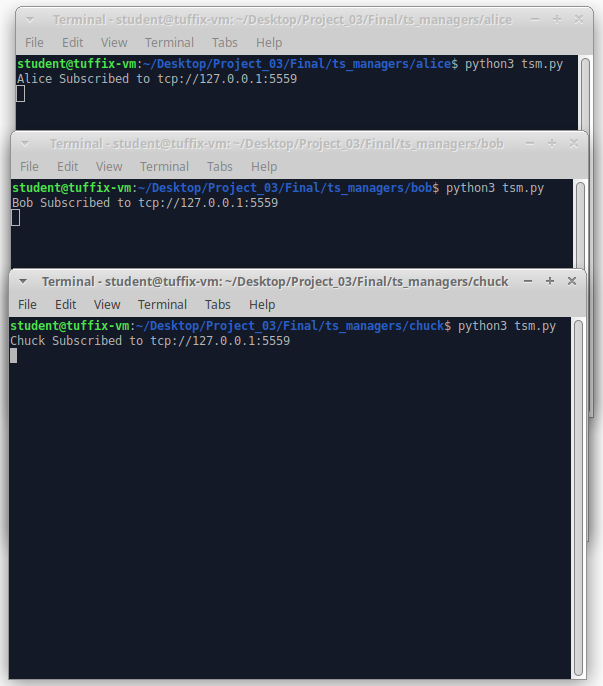 Terminal - student@tuffix-vm: ~/Desktop/Project_03/Final/ts_managers/alice
File Edit View Terminal Tabs Help
student@tuffix-vm:~/Desktop/Project_03/Final/ts_managers/alice$ python3 tsm.py
Alice Subscribed to tcp://127.0.0.1:5559
Terminal - student@tuffix-vm: ~/Desktop/Project_03/Final/ts_managers/bob
File Edit View Terminal Tabs Help
student@tuffix-vm:~/Desktop/Project_03/Final/ts_managers/bob$ python3 tsm.py
Bob Subscribed to tcp://127.0.0.1:5559
Terminal - student@tuffix-vm: ~/Desktop/Project_03/Final/ts_managers/chuck
File Edit View Terminal Tabs Help
student@tuffix-vm:~/Desktop/Project_03/Final/ts_managers/chuck$ python3 tsm.py
Chuck Subscribed to tcp://127.0.0.1:5559